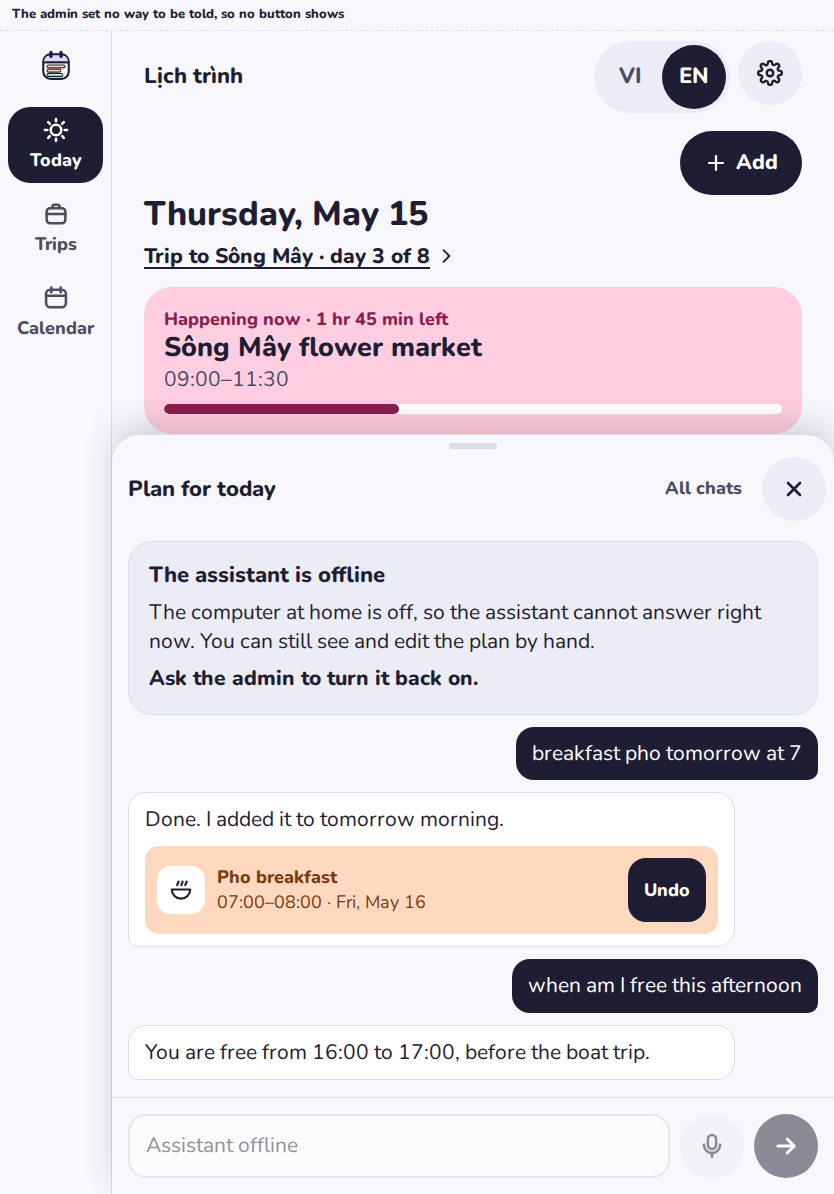 The admin set no way to be told, so no button shows
Lịch trình
VI
EN
Today
Trips
Calendar
Add
Thursday, May 15
Trip to Sông Mây · day 3 of 8
Happening now · 1 hr 45 min left
Sông Mây flower market
09:00–11:30
Plan for today
All chats
The assistant is offline
The computer at home is off, so the assistant cannot answer right
now. You can still see and edit the plan by hand.
Ask the admin to turn it back on.
breakfast pho tomorrow at 7
Done. I added it to tomorrow morning.
Pho breakfast
07:00–08:00 · Fri, May 16
Undo
when am I free this afternoon
You are free from 16:00 to 17:00, before the boat trip.
Assistant offline